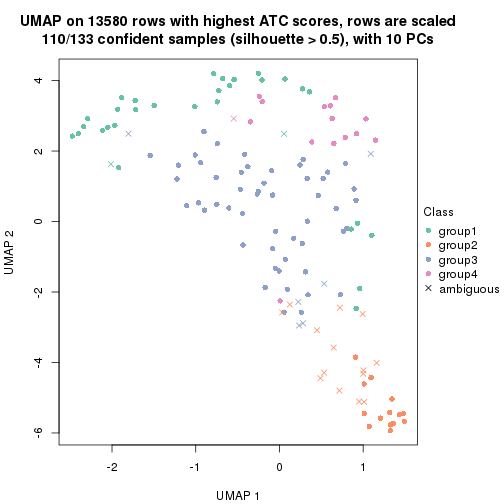 UMAP on 13580 rows with highest ATC scores, rows are scaled
110/133 confident samples (silhouette > 0.5), with 10 PCs
4
2
0
-2
-4
-6
UMAP 2
-2
-1
0
1
UMAP 1
Class
group1
group2
group3
group4
ambiguous